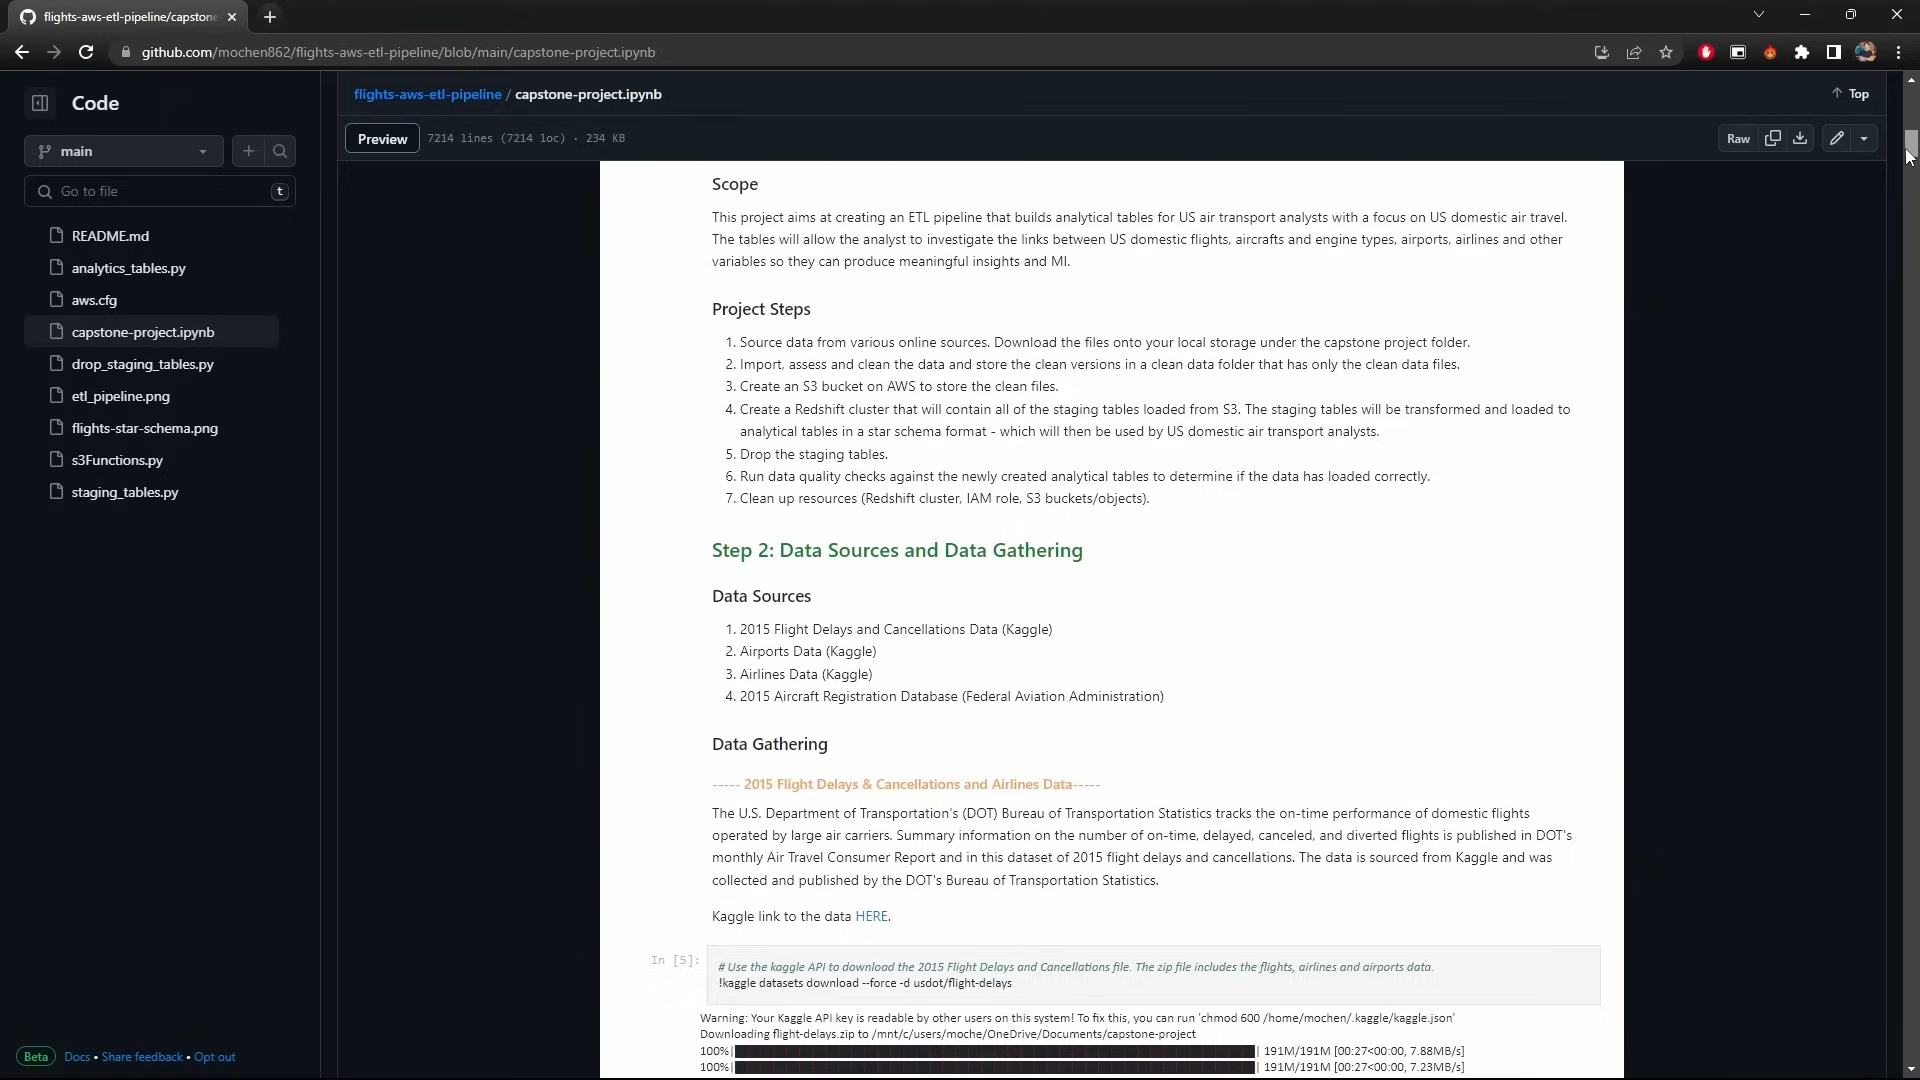 flights-aws-etl-pipeline/capstone
github.com/mochen862/flights-aws-etl-pipeline/blob/main/capstone-project.ipynb
Code
flights-aws-etl-pipeline / capstone-project.ipynb
Top
main
Preview
7214 lines (7214 loc) · 234 KB
Raw
Go to file
t
README.md
analytics_tables.py
aws.cfg
capstone-project.ipynb
drop_staging_tables.py
etl_pipeline.png
flights-star-schema.png
s3Functions.py
staging_tables.py
Scope
This project aims at creating an ETL pipeline that builds analytical tables for US air transport analysts with a focus on US domestic air travel.
The tables will allow the analyst to investigate the links between US domestic flights, aircrafts and engine types, airports, airlines and other
variables so they can produce meaningful insights and MI.
Project Steps
1. Source data from various online sources. Download the files onto your local storage under the capstone project folder.
2. Import, assess and clean the data and store the clean versions in a clean data folder that has only the clean data files.
3. Create an S3 bucket on AWS to store the clean files.
4. Create a Redshift cluster that will contain all of the staging tables loaded from S3. The staging tables will be transformed and loaded to
analytical tables in a star schema format - which will then be used by US domestic air transport analysts.
5. Drop the staging tables.
6. Run data quality checks against the newly created analytical tables to determine if the data has loaded correctly.
7. Clean up resources (Redshift cluster, IAM role, S3 buckets/objects).
Step 2: Data Sources and Data Gathering
Data Sources
1. 2015 Flight Delays and Cancellations Data (Kaggle)
2. Airports Data (Kaggle)
3. Airlines Data (Kaggle)
4. 2015 Aircraft Registration Database (Federal Aviation Administration)
Data Gathering
----- 2015 Flight Delays & Cancellations and Airlines Data-----
The U.S. Department of Transportation's (DOT) Bureau of Transportation Statistics tracks the on-time performance of domestic flights
operated by large air carriers. Summary information on the number of on-time, delayed, canceled, and diverted flights is published in DOT's
monthly Air Travel Consumer Report and in this dataset of 2015 flight delays and cancellations. The data is sourced from Kaggle and was
collected and published by the DOT's Bureau of Transportation Statistics.
Kaggle link to the data HERE.
In [5]:
# Use the kaggle API to download the 2015 Flight Delays and Cancellations file. The zip file includes the flights, airlines and airports data.
!kaggle datasets download --force -d usdot/flight-delays
Warning: Your Kaggle API key is readable by other users on this system! To fix this, you can run 'chmod 600 /home/mochen/.kaggle/kaggle.json'
Downloading flight-delays.zip to /mnt/c/users/moche/OneDrive/Documents/capstone-project
100%| | 191M/191M [00:27<00:00, 7.88MB/s]
100%| | 191M/191M [00:27<00:00, 7.23MB/s]
Beta Docs • Share feedback • Opt out